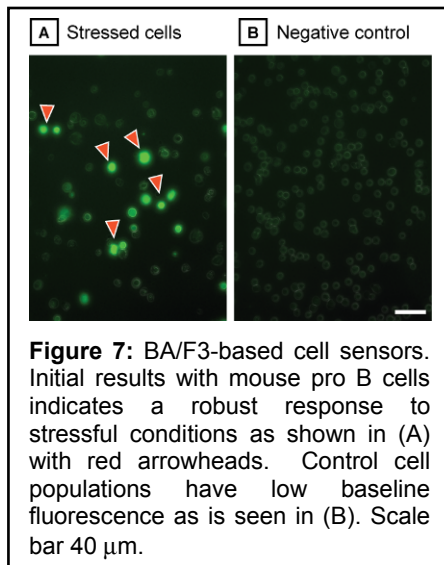 A Stressed cells B Negative control
Figure 7: BA/F3-based cell sensors.
Initial results with mouse pro B cells
indicates a robust response to
stressful conditions as shown in (A)
with red arrowheads. Control cell
populations have low baseline
fluorescence as is seen in (B). Scale
bar 40 μm.